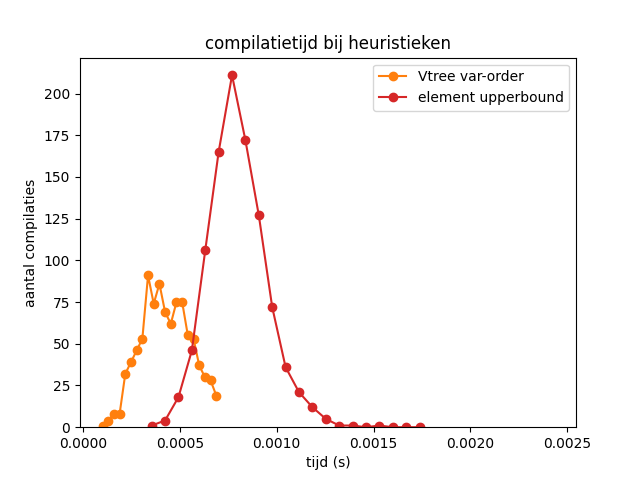 compilatietijd bij heuristieken
Vtree var-order
element upperbound
aantal compilaties
200
175
150
125
100
75
50
25
0
0.0000 0.0005 0.0010 0.0015 0.0020 0.0025
tijd (s)